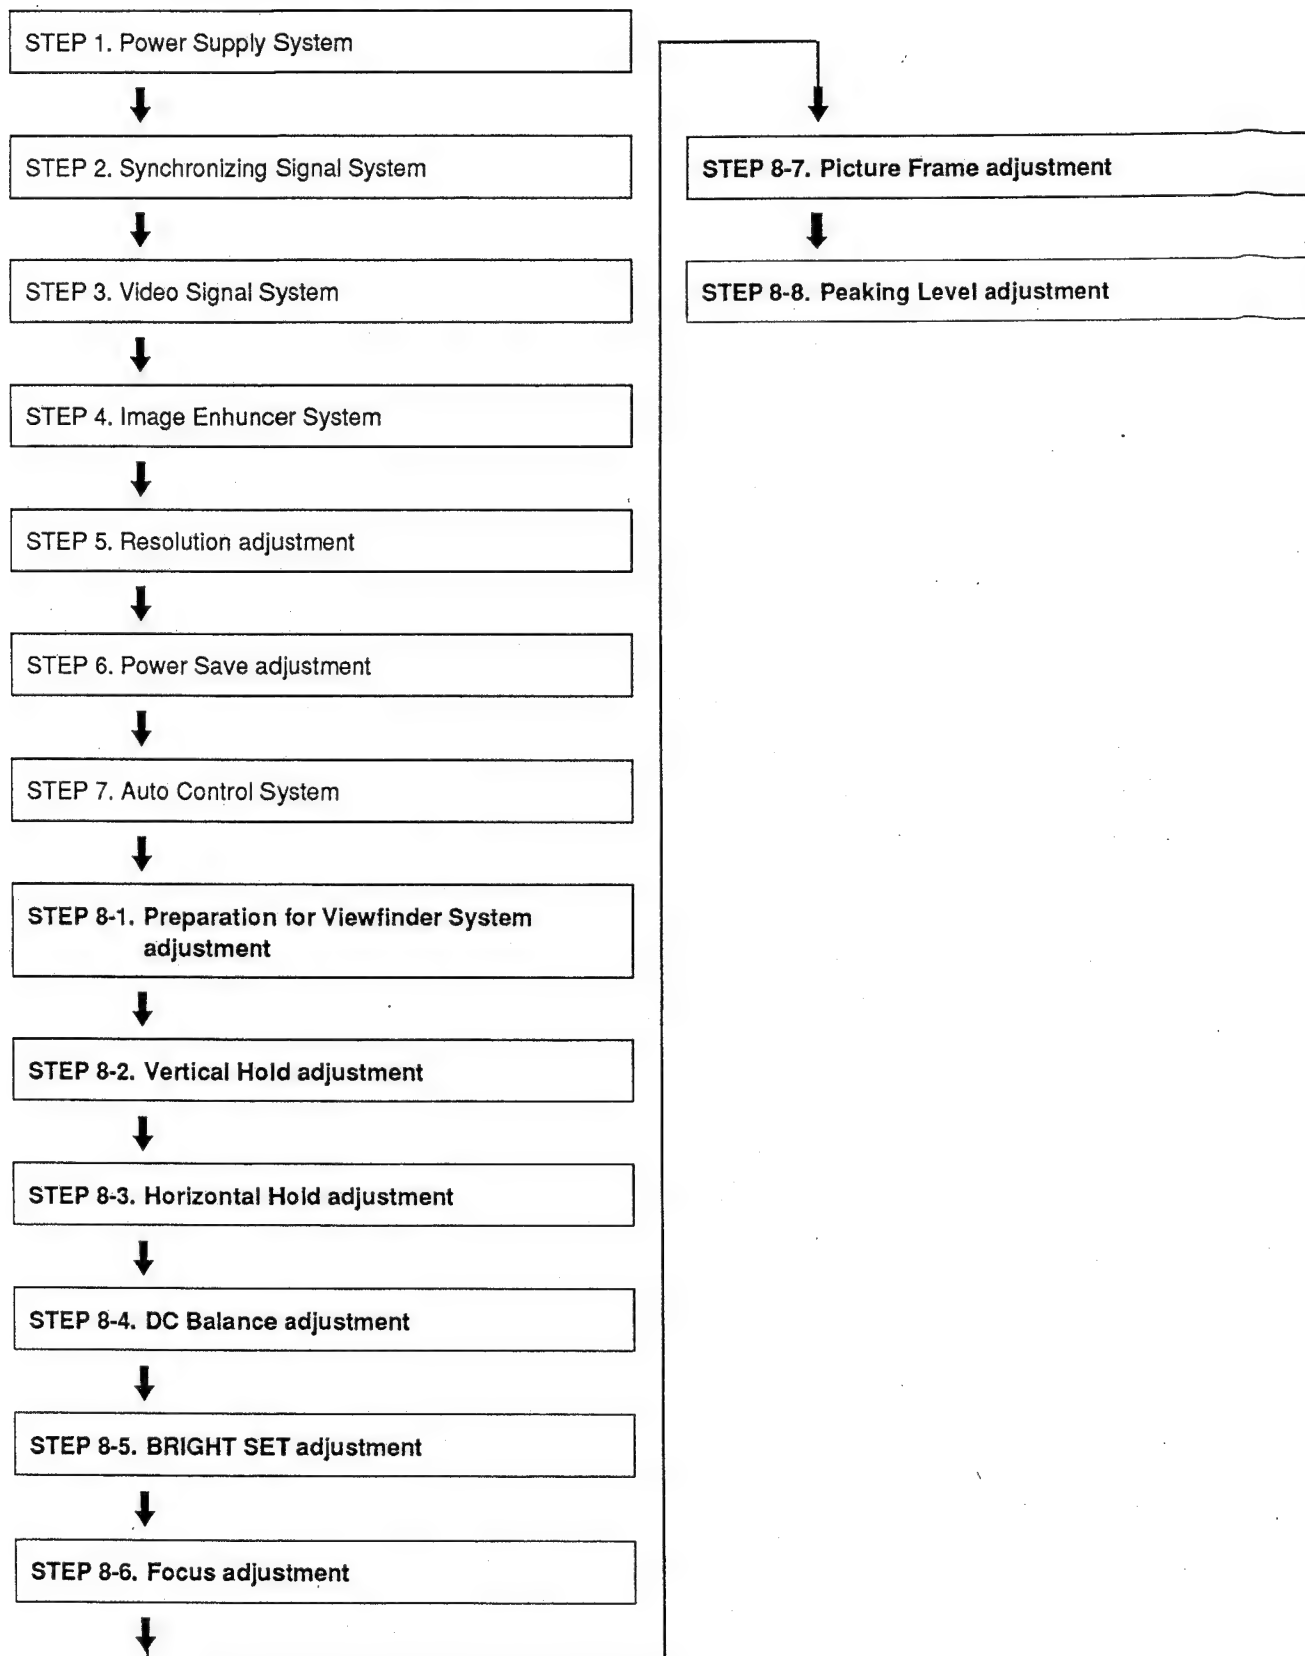 STEP 1. Power Supply System
STEP 2. Synchronizing Signal System
STEP 3. Video Signal System
STEP 4. Image Enhuncer System
STEP 5. Resolution adjustment
STEP 6. Power Save adjustment
STEP 7. Auto Control System
STEP 8-1. Preparation for Viewfinder System
adjustment
STEP 8-2. Vertical Hold adjustment
STEP 8-3. Horizontal Hold adjustment
STEP 8-4. DC Balance adjustment
STEP 8-5. BRIGHT SET adjustment
STEP 8-6. Focus adjustment
STEP 8-7. Picture Frame adjustment
STEP 8-8. Peaking Level adjustment